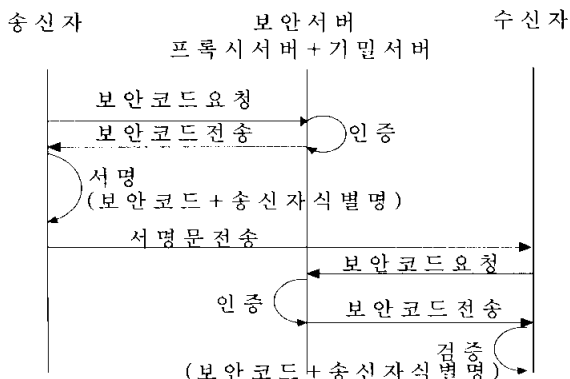 송신자 보안서버 수신자
프록시서버+기밀서버
보안코드요청
보안코드전송 인증
서명
(보안코드+송신자식별명)
서명문전송
보안코드요청
인증 보안코드전송
검증
(보안코드+송신자식별명)